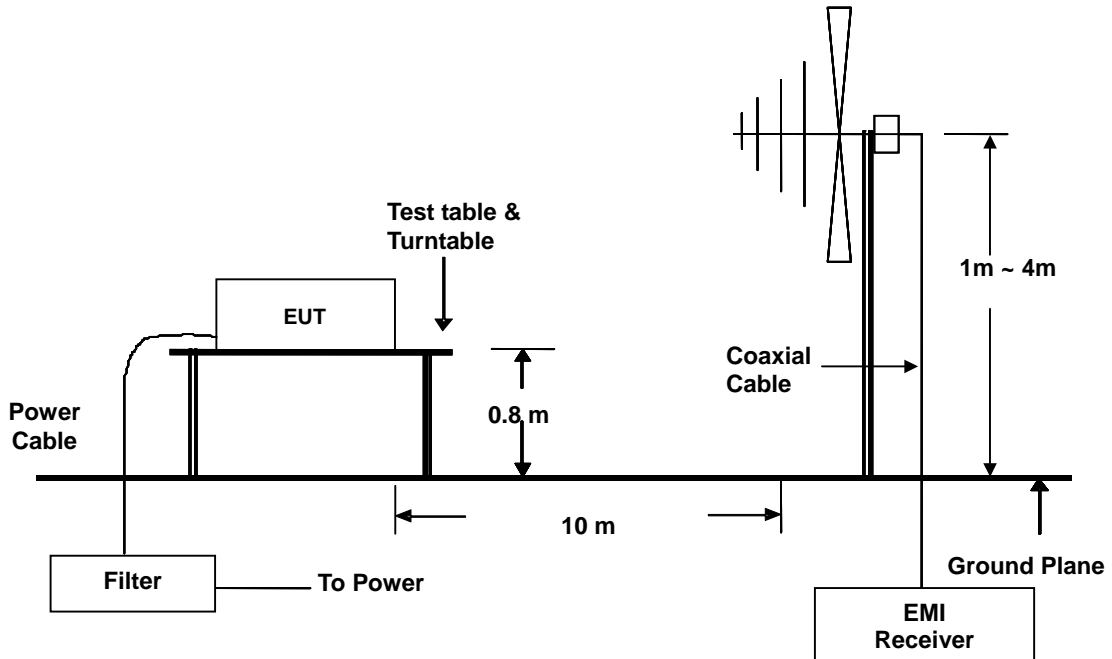 Test table &
Turntable
1m ~ 4m
EUT
Coaxial
Cable
0.8 m
Power
Cable
10 m
Ground Plane
Filter
To Power
EMI
Receiver